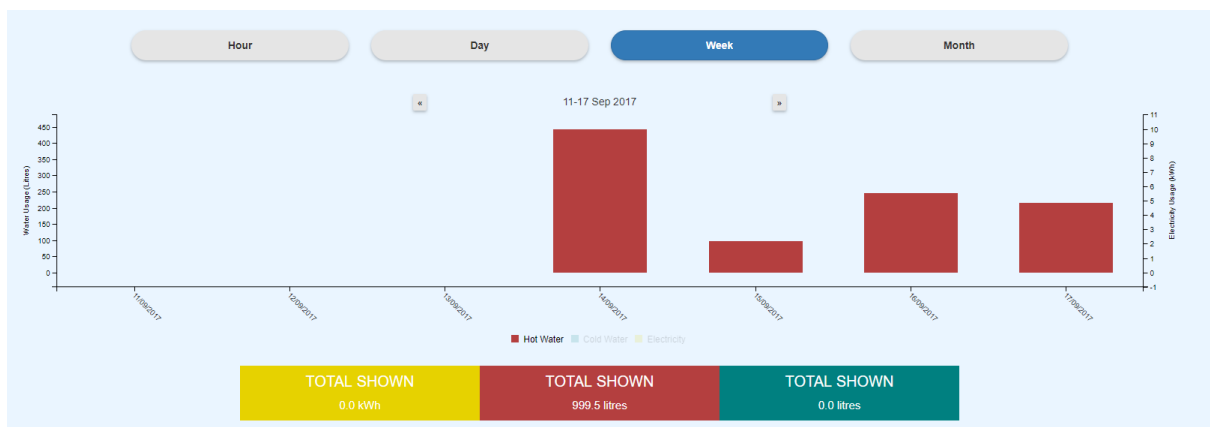 Hour Day Week Month
« 11-17 Sep 2017 »
Water Usage (Litres)
450
400
350
300
250
200
150
100
50
0
11
10
9
8
7
6
5
4
3
2
1
0
-1
Electricity Usage (kWh)
11/09/2017 12/09/2017 13/09/2017 14/09/2017 15/09/2017 16/09/2017 17/09/2017
Hot Water Cold Water Electricity
TOTAL SHOWN TOTAL SHOWN TOTAL SHOWN
0.0 kWh 999.5 litres 0.0 litres